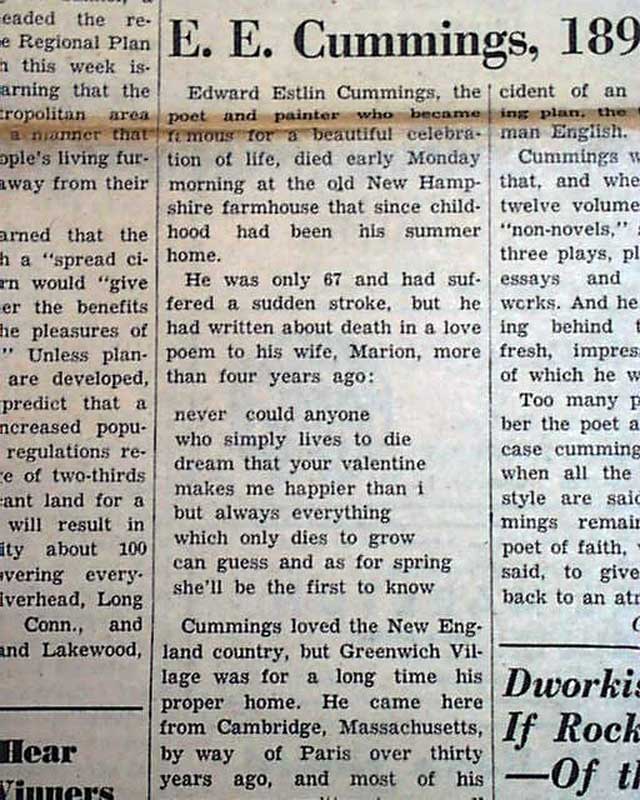 eaded the re-
e Regional Plan
this week is-
arning that the
tropolitan area
a manner that
ople's living fur-
away from their
arned that the
h a "spread ci-
rn would "give
er the benefits
he pleasures of
" Unless plan-
are developed,
predict that a
ncreased popu-
regulations re-
e of two-thirds
cant land for a
will result in
ity about 100
overing every-
iverhead, Long
Conn., and
and Lakewood,
Hear
Winners
E. E. Cummings, 189
Edward Estlin Cummings, the
poet and painter who became
famous for a beautiful celebra-
tion of life, died early Monday
morning at the old New Hamp-
shire farmhouse that since child-
hood had been his summer
home.
He was only 67 and had suf-
fered a sudden stroke, but he
had written about death in a love
poem to his wife, Marion, more
than four years ago:
never could anyone
who simply lives to die
dream that your valentine
makes me happier than i
but always everything
which only dies to grow
can guess and as for spring
she'll be the first to know
Cummings loved the New Eng-
land country, but Greenwich Vil-
lage was for a long time his
proper home. He came here
from Cambridge, Massachusetts,
by way of Paris over thirty
years ago, and most of his
cident of an
ing plan, the
man English.
Cummings w
that, and whe
twelve volume
"non-novels,"
three plays, pl
essays and
works. And he
ing behind
fresh, impres
of which he w
Too many p
ber the poet a
case cumming
when all the
style are said
mings remain
poet of faith,
said, to give
back to an atm
Dworkis
If Rock
—Of th